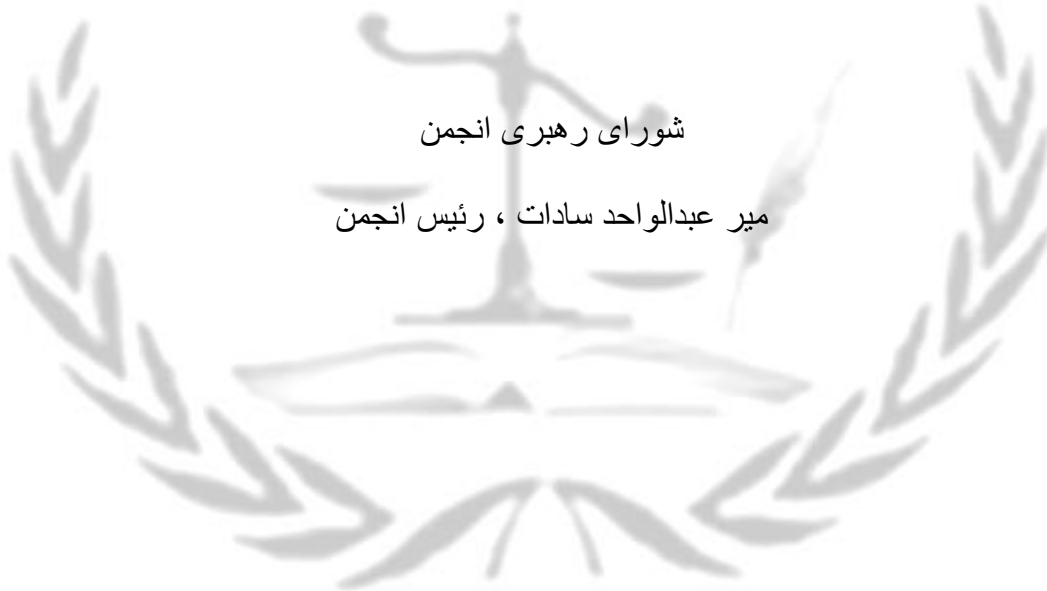 شورای رهبری انجمن
میر عبدالواحد سادات ، رئیس انجمن